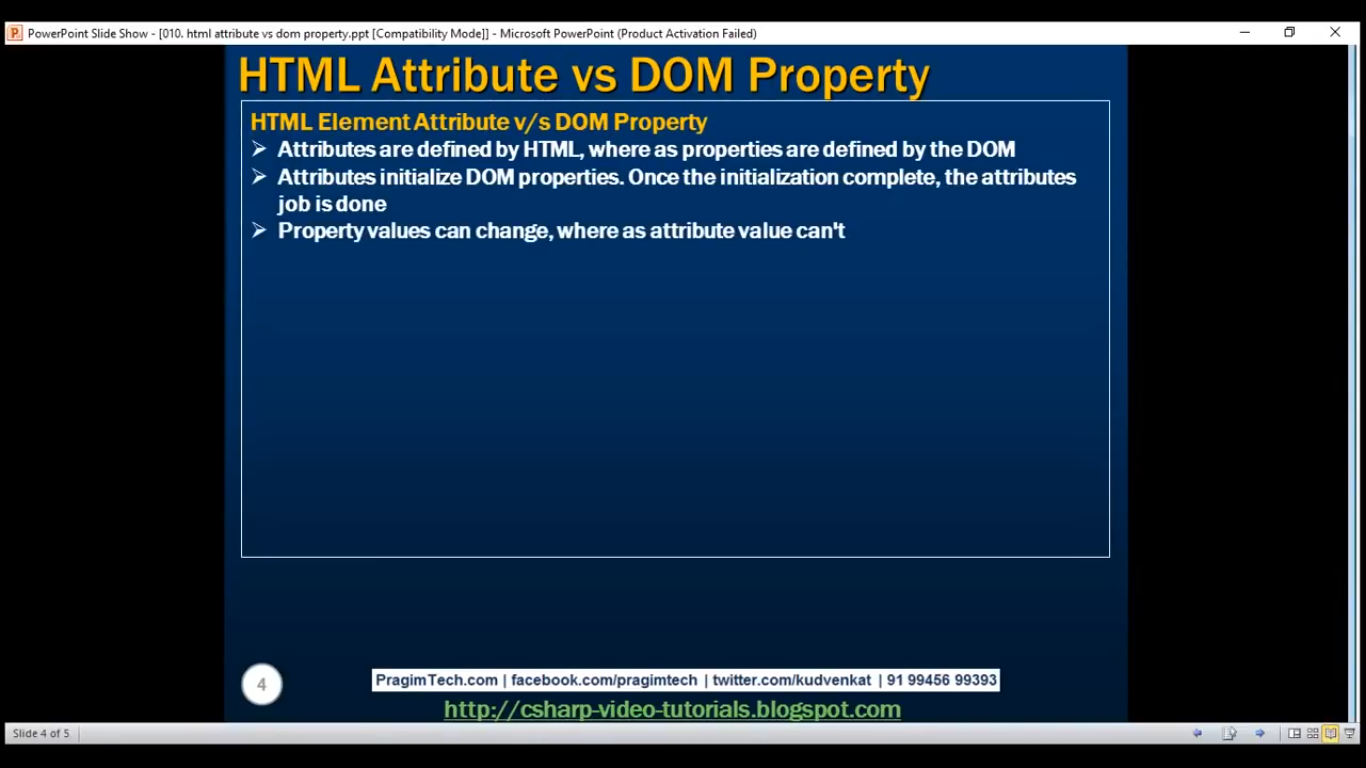 PowerPoint Slide Show - [010. html attribute vs dom property.ppt [Compatibility Mode]] - Microsoft PowerPoint (Product Activation Failed)
HTML Attribute vs DOM Property
HTML Element Attribute v/s DOM Property
➢ Attributes are defined by HTML, where as properties are defined by the DOM
➢ Attributes initialize DOM properties. Once the initialization complete, the attributes
job is done
➢ Property values can change, where as attribute value can't
4
PragimTech.com | facebook.com/pragimtech | twitter.com/kudvenkat | 91 99456 99393
http://csharp-video-tutorials.blogspot.com
Slide 4 of 5